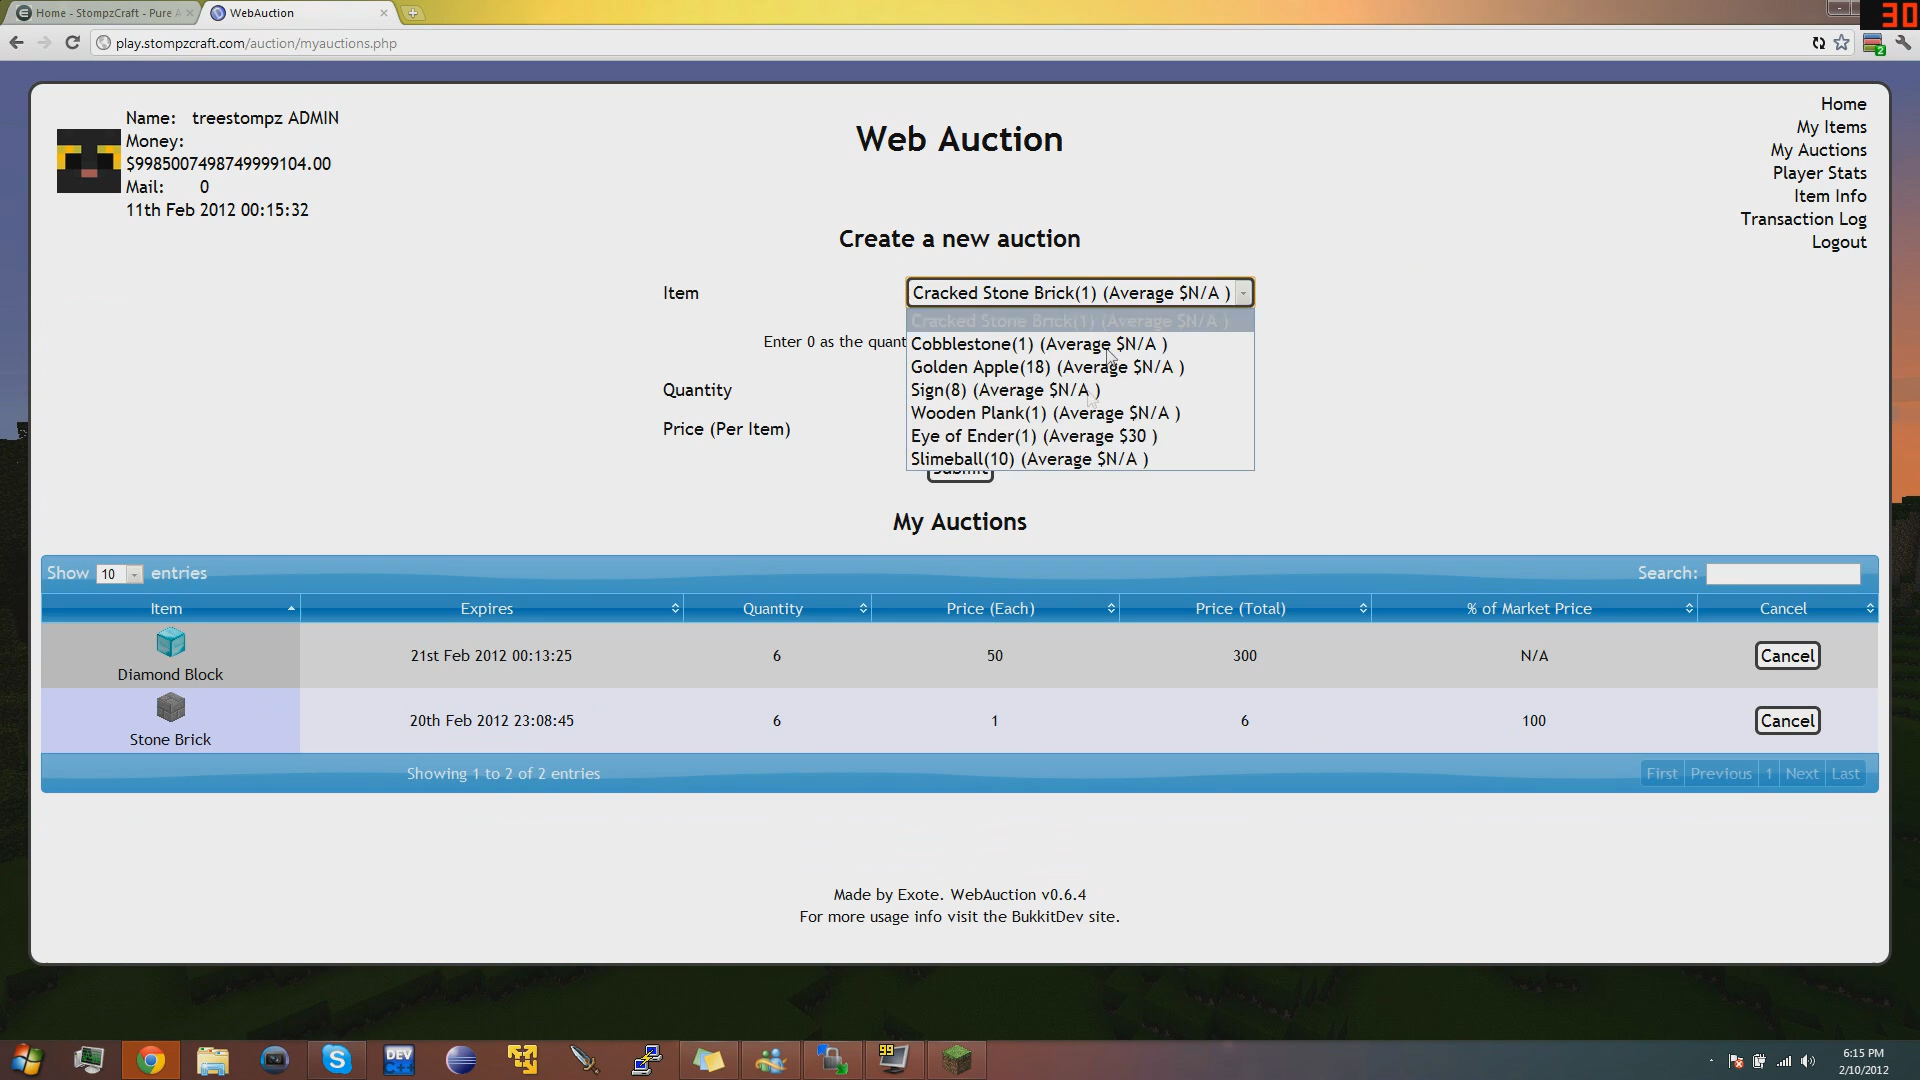 Home - StompzCraft - Pure A
WebAuction
30
play.stompzcraft.com/auction/myauctions.php
2
Name: treestompz ADMIN
Money:
$9985007498749999104.00
Mail: 0
11th Feb 2012 00:15:32
Web Auction
Home
My Items
My Auctions
Player Stats
Item Info
Transaction Log
Logout
Create a new auction
Item
Cracked Stone Brick(1) (Average $N/A )
Cracked Stone Brick(1) (Average $N/A )
Cobblestone(1) (Average $N/A )
Golden Apple(18) (Average $N/A )
Sign(8) (Average $N/A )
Wooden Plank(1) (Average $N/A )
Eye of Ender(1) (Average $30 )
Slimeball(10) (Average $N/A )
Enter 0 as the quant
Quantity
Price (Per Item)
Submit
My Auctions
Show 10 entries
Search:
Item Expires Quantity Price (Each) Price (Total) % of Market Price Cancel
Diamond Block 21st Feb 2012 00:13:25 6 50 300 N/A Cancel
Stone Brick 20th Feb 2012 23:08:45 6 1 6 100 Cancel
Showing 1 to 2 of 2 entries
First Previous 1 Next Last
Made by Exote. WebAuction v0.6.4
For more usage info visit the BukkitDev site.
DEV
C++
99
6:15 PM
2/10/2012